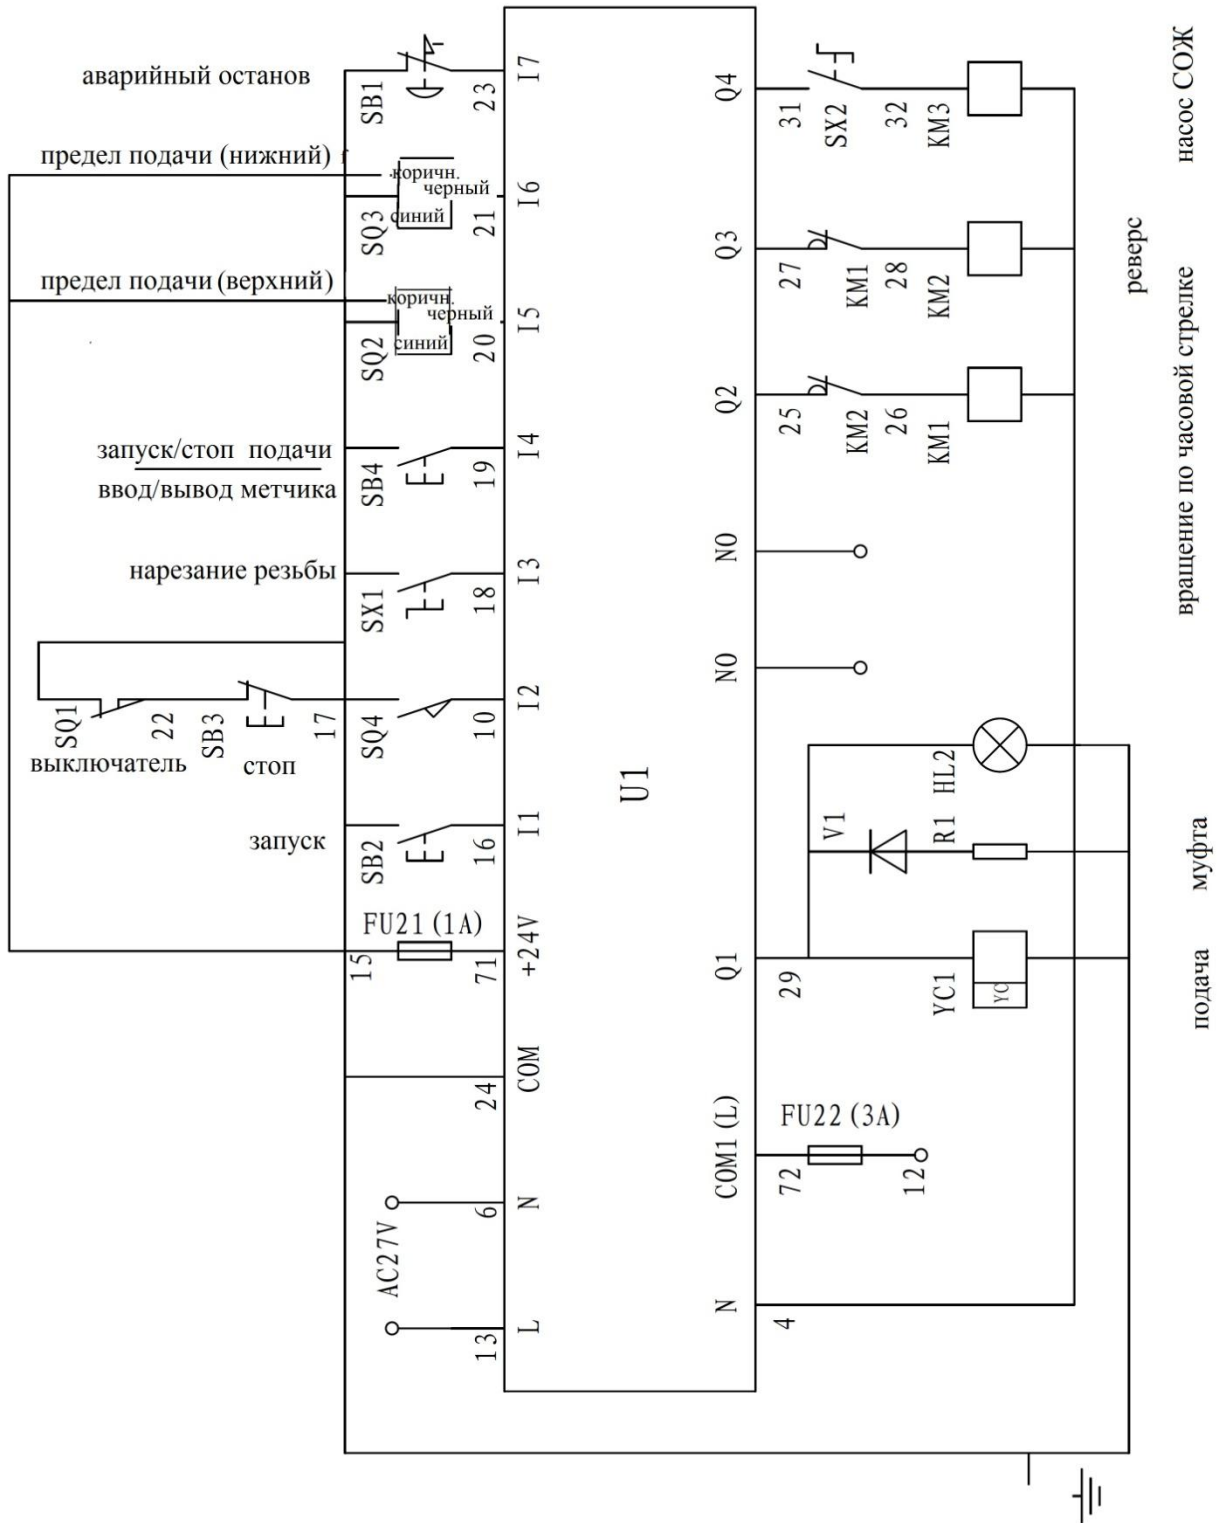 аварийный останов
SB1
23
I7
предел подачи (нижний)
коричн.
черный
синий
SQ3
21
I6
предел подачи (верхний)
коричн.
черный
синий
SQ2
20
I5
запуск/стоп подачи
ввод/вывод метчика
SB4
19
I4
нарезание резьбы
SX1
18
I3
SQ1
22
SB3
17
SQ4
10
I2
выключатель
стоп
запуск
SB2
16
I1
FU21 (1A)
15
71
+24V
24
COM
AC27V
6
N
13
L
U1
Q4
31
SX2
32
KM3
насос СОЖ
Q3
27
KM1
28
KM2
реверс
Q2
25
KM2
26
KM1
вращение по часовой стрелке
NO
NO
HL2
V1
R1
муфта
Q1
29
YC1
YC
подача
COM1 (L)
72
FU22 (3A)
12
N
4